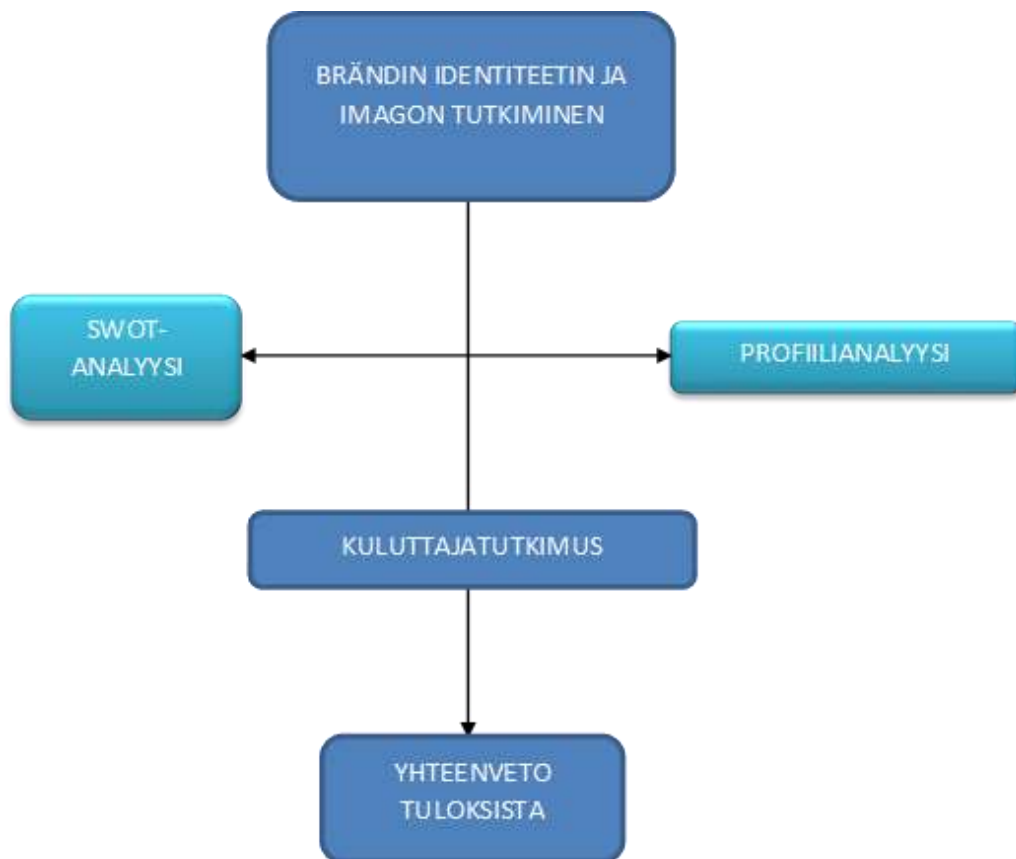 BRÄNDIN IDENTITEETIN JA
IMAGON TUTKIMINEN
SWOT-
ANALYYSI
PROFIILIANALYYSI
KULUTTAJATUTKIMUS
YHTEENVETO
TULOKSISTA